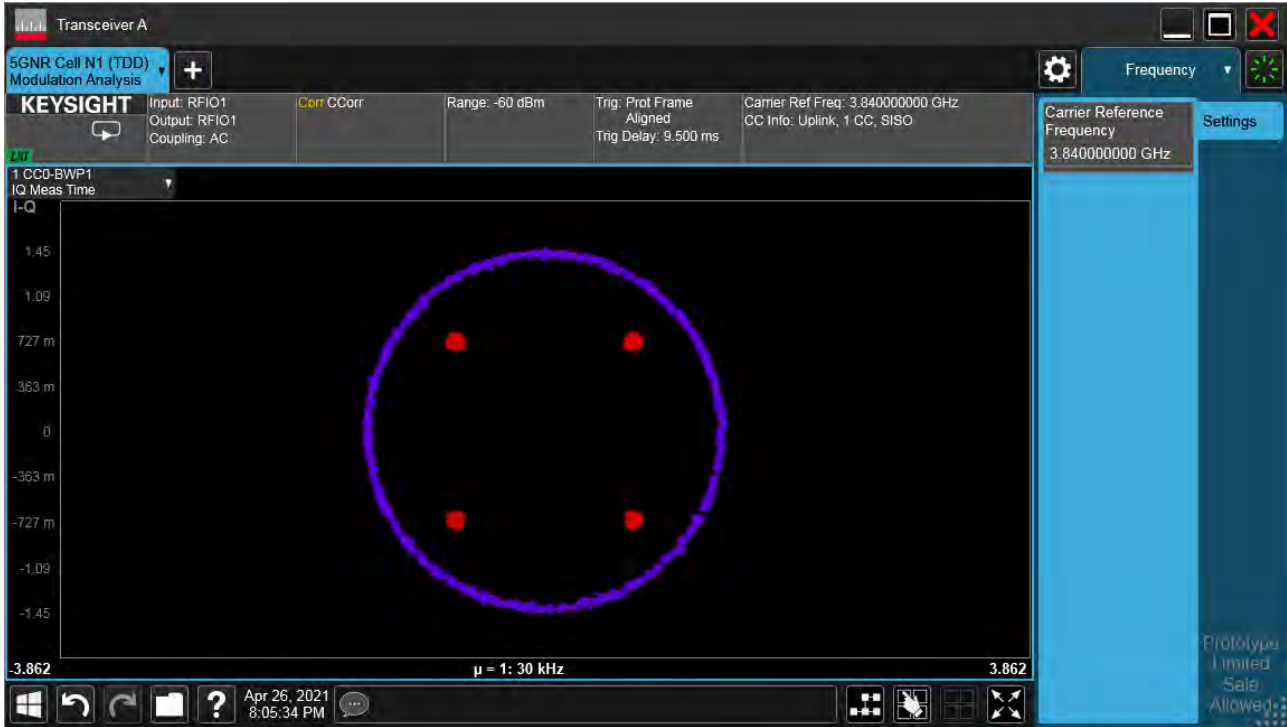 Transceiver A
5GNR Cell N1 (TDD)
Modulation Analysis
+
Frequency
KEYSIGHT
Input: RFIO1
Output: RFIO1
Coupling: AC
LXI
Corr CCorr
Range: -60 dBm
Trig: Prot Frame
Aligned
Trig Delay: 9.500 ms
Carrier Ref Freq: 3.840000000 GHz
CC Info: Uplink, 1 CC, SISO
Carrier Reference
Frequency
3.840000000 GHz
Settings
1 CC0-BWP1
IQ Meas Time
I-Q
1.45
1.09
727 m
363 m
0
-363 m
-727 m
-1.09
-1.45
-3.862
µ = 1: 30 kHz
3.862
Prototype
Limited
Sale
Allowed
?
Apr 26, 2021
8:05:34 PM